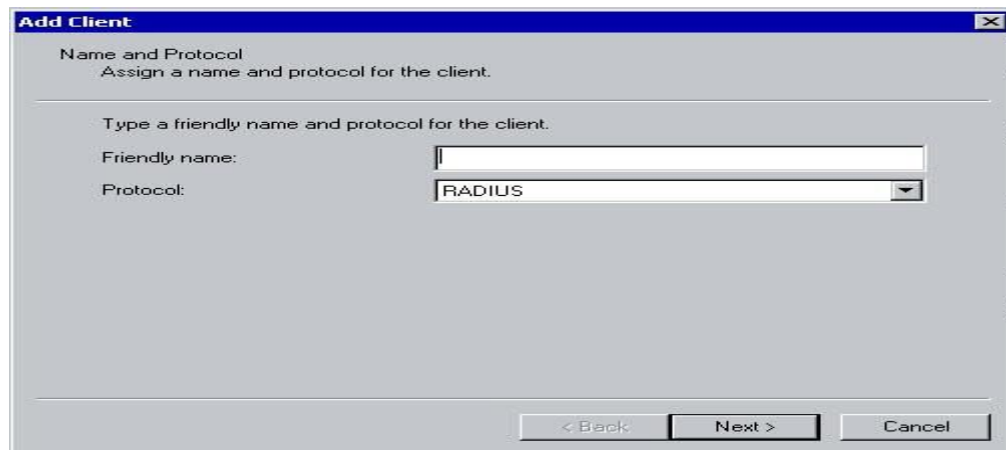 Add Client
Name and Protocol
Assign a name and protocol for the client.
Type a friendly name and protocol for the client.
Friendly name:
Protocol:
RADIUS
< Back
Next >
Cancel